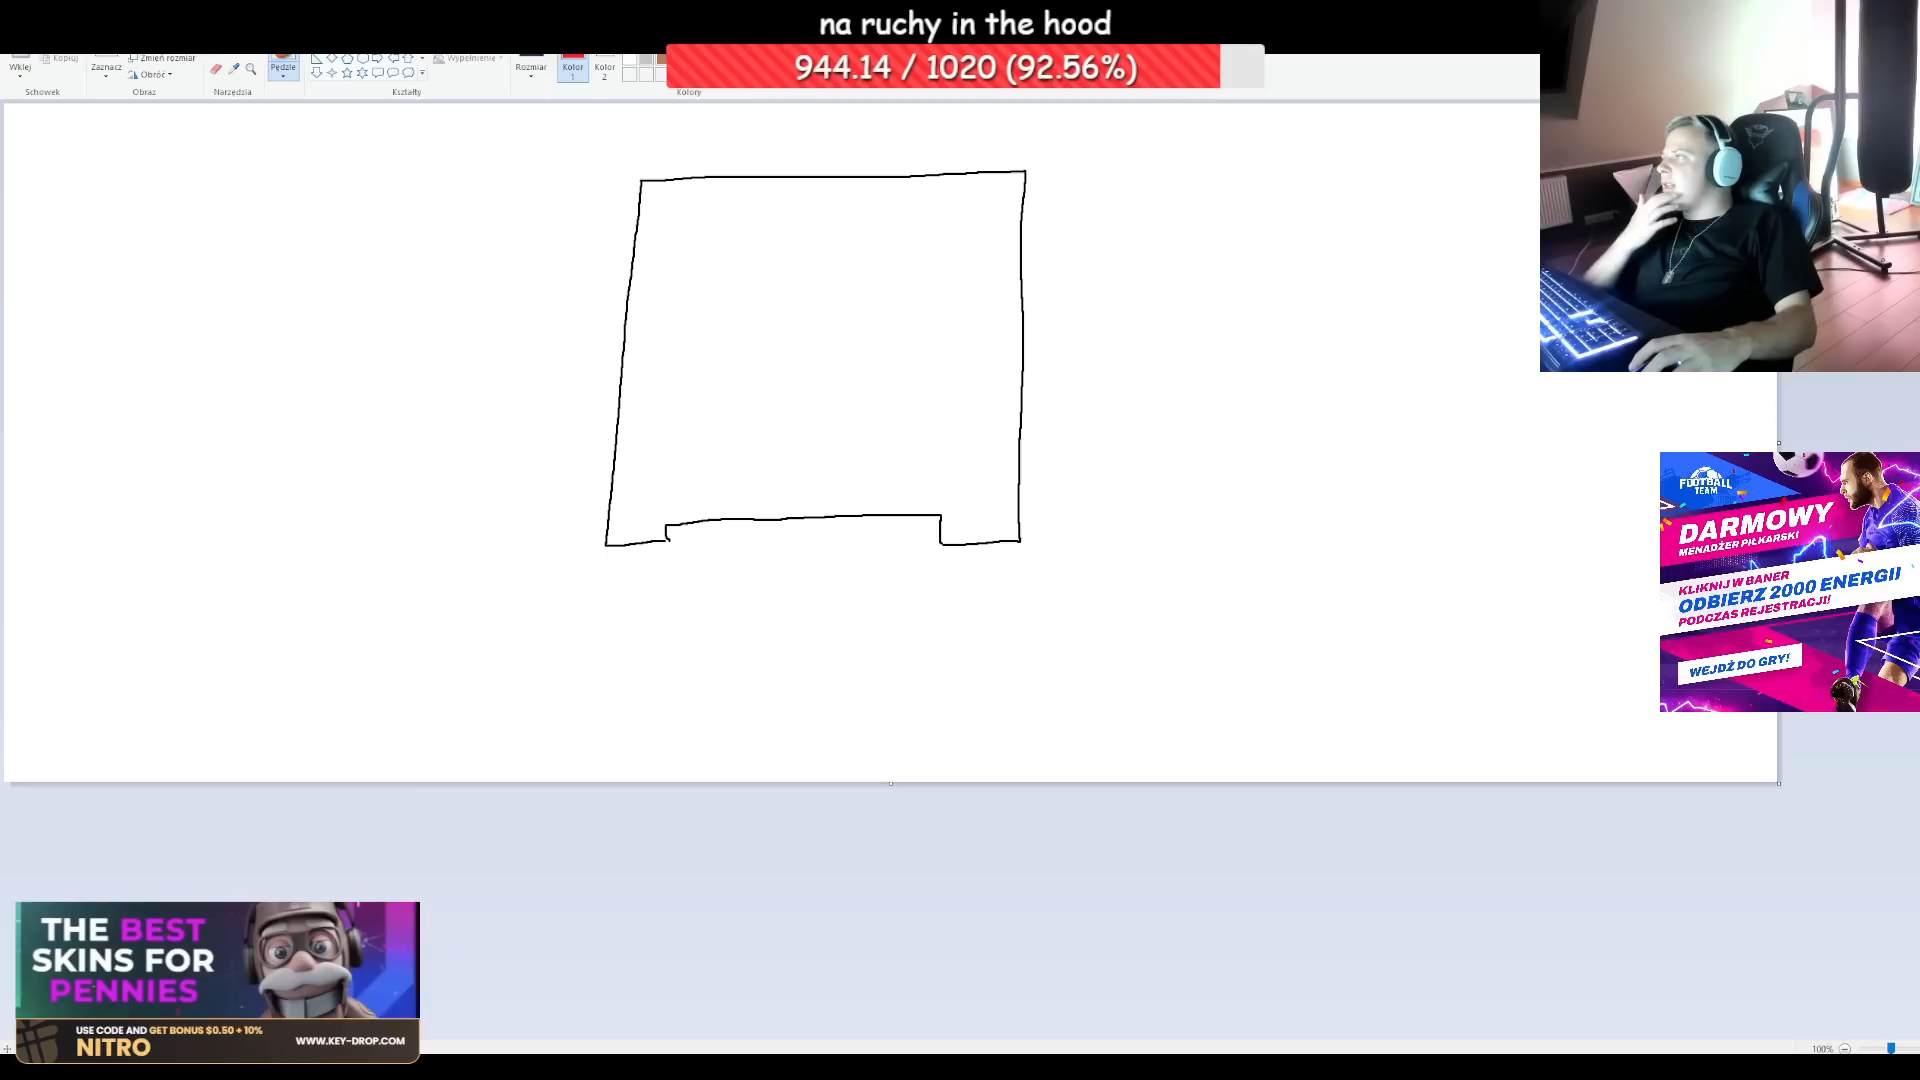 na ruchy in the hood
944.14 / 1020 (92.56%)
Wklej
Kopiuj
Zaznacz
Zmień rozmiar
Obróć
Pędzle
Wypełnienie
Rozmiar
Kolor
1
Kolor
2
Schowek
Obraz
Narzędzia
Kształty
Kolory
FOOTBALL
TEAM
DARMOWY
MENADŻER PIŁKARSKI
KLIKNIJ W BANER
ODBIERZ 2000 ENERGII
PODCZAS REJESTRACJI!
WEJDŹ DO GRY!
THE BEST
SKINS FOR
PENNIES
USE CODE AND GET BONUS $0.50 + 10%
NITRO
WWW.KEY-DROP.COM
100%